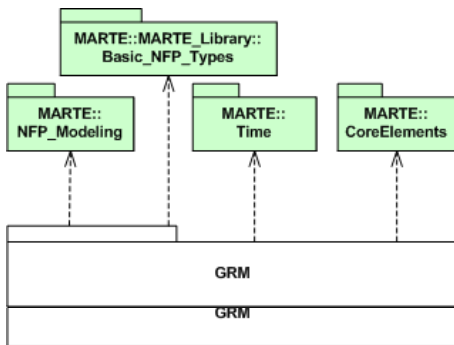 MARTE::MARTE_Library::
Basic_NFP_Types
MARTE::
NFP_Modeling
MARTE::
Time
MARTE::
CoreElements
GRM
GRM